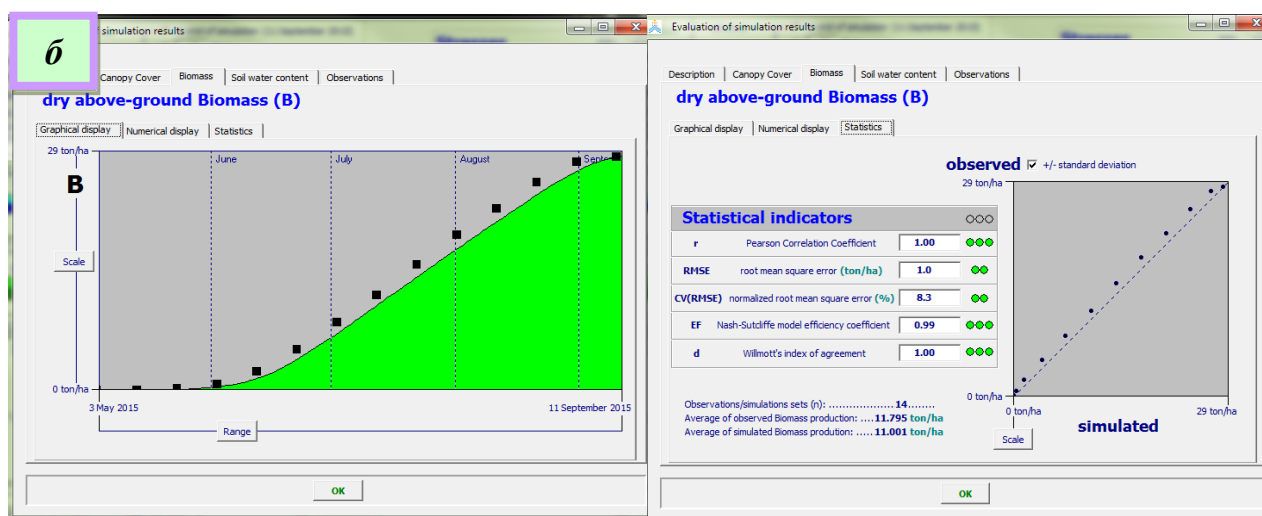 б
simulation results
Canopy Cover Biomass Soil water content Observations
dry above-ground Biomass (B)
Graphical display Numerical display Statistics
29 ton/ha
June July August
B
Scale
0 ton/ha
3 May 2015 11 September 2015
Range
OK
Evaluation of simulation results
Description Canopy Cover Biomass Soil water content Observations
dry above-ground Biomass (B)
Graphical display Numerical display Statistics
observed +/- standard deviation
29 ton/ha
Statistical indicators
r Pearson Correlation Coefficient 1.00
RMSE root mean square error (ton/ha) 1.0
CV(RMSE) normalized root mean square error (%) 8.3
EF Nash-Sutcliffe model efficiency coefficient 0.99
d Willmott's index of agreement 1.00
Observations/simulations sets (n): ...................14........
Average of observed Biomass production: ....11.795 ton/ha
Average of simulated Biomass prodution: .....11.001 ton/ha
0 ton/ha
0 ton/ha 29 ton/ha
simulated
Scale
OK